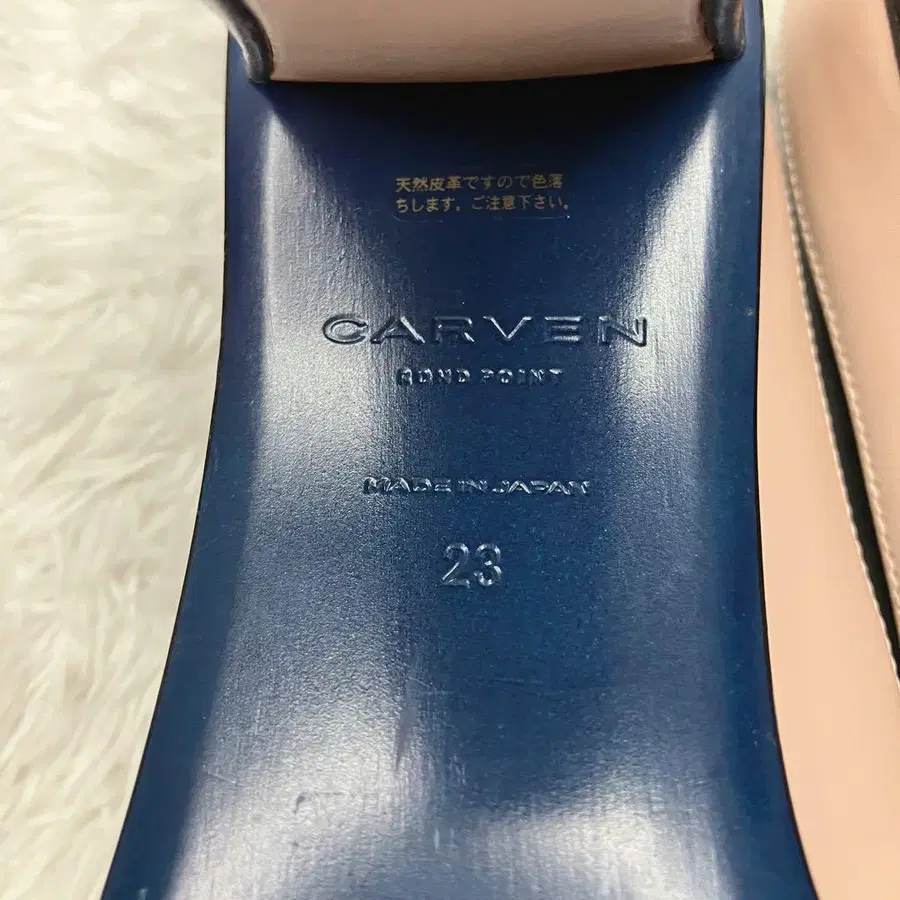 天然皮革ですので色落
ちします。ご注意下さい。
CARVEN
ROND POINT
MADE IN JAPAN
23